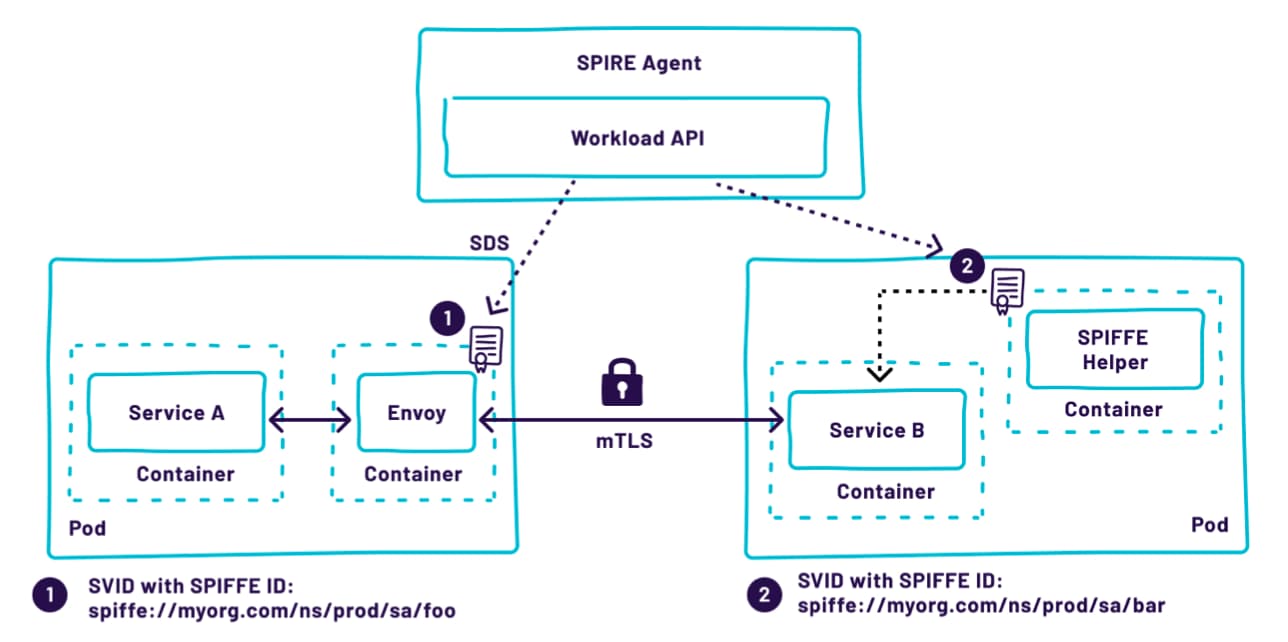 SPIRE Agent
Workload API
SDS
1
2
SPIFFE
Helper
Container
Service A
Envoy
mTLS
Service B
Container
Container
Container
Pod
Pod
1
SVID with SPIFFE ID:
spiffe://myorg.com/ns/prod/sa/foo
2
SVID with SPIFFE ID:
spiffe://myorg.com/ns/prod/sa/bar